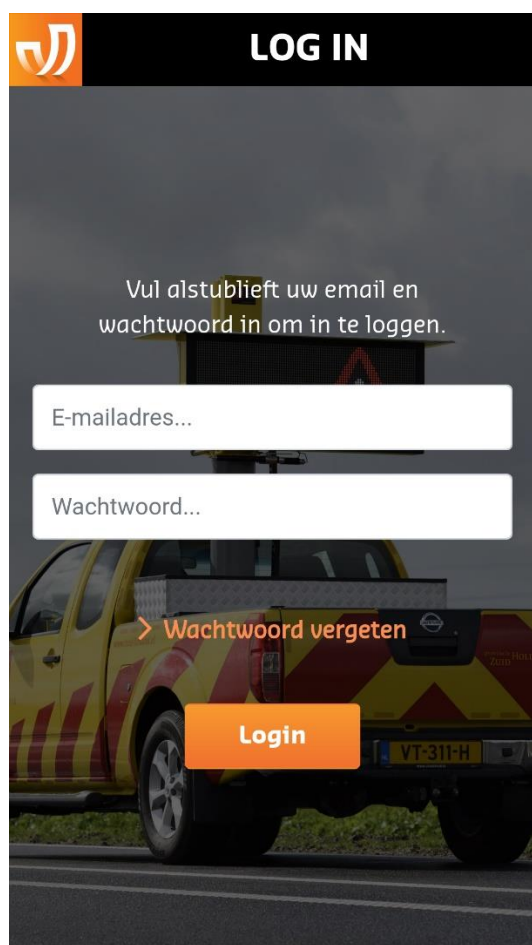 LOG IN
Vul alstublieft uw email en
wachtwoord in om in te loggen.
E-mailadres...
Wachtwoord...
> Wachtwoord vergeten
Login
VT-311-H